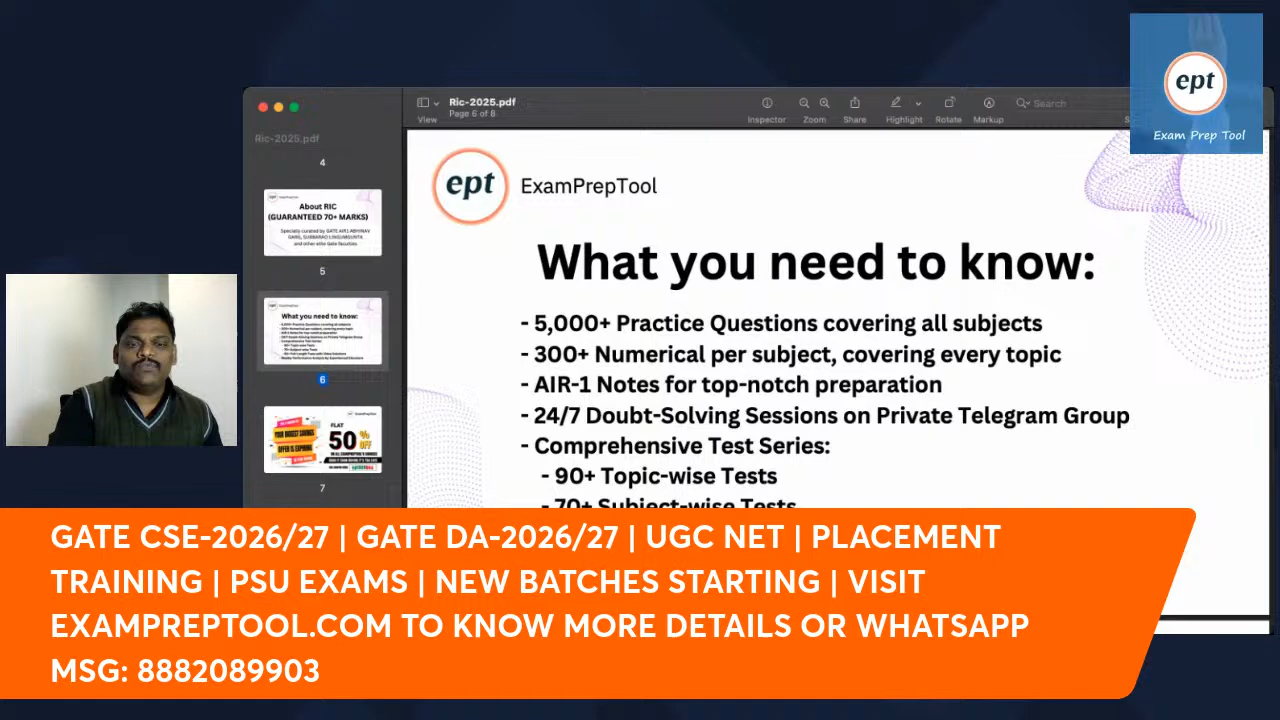 ept
Exam Prep Tool
Ric-2025.pdf
Page 6 of 8
View
Inspector
Zoom
Share
Highlight
Rotate
Markup
Search
Ric-2025.pdf
4
About RIC
(GUARANTEED 70+ MARKS)
5
What you need to know:
6
FLAT
50% OFF
7
ept ExamPrepTool
What you need to know:
- 5,000+ Practice Questions covering all subjects
- 300+ Numerical per subject, covering every topic
- AIR-1 Notes for top-notch preparation
- 24/7 Doubt-Solving Sessions on Private Telegram Group
- Comprehensive Test Series:
- 90+ Topic-wise Tests
- 70+ Subject-wise Tests
GATE CSE-2026/27 | GATE DA-2026/27 | UGC NET | PLACEMENT
TRAINING | PSU EXAMS | NEW BATCHES STARTING | VISIT
EXAMPREPTOOL.COM TO KNOW MORE DETAILS OR WHATSAPP
MSG: 8882089903